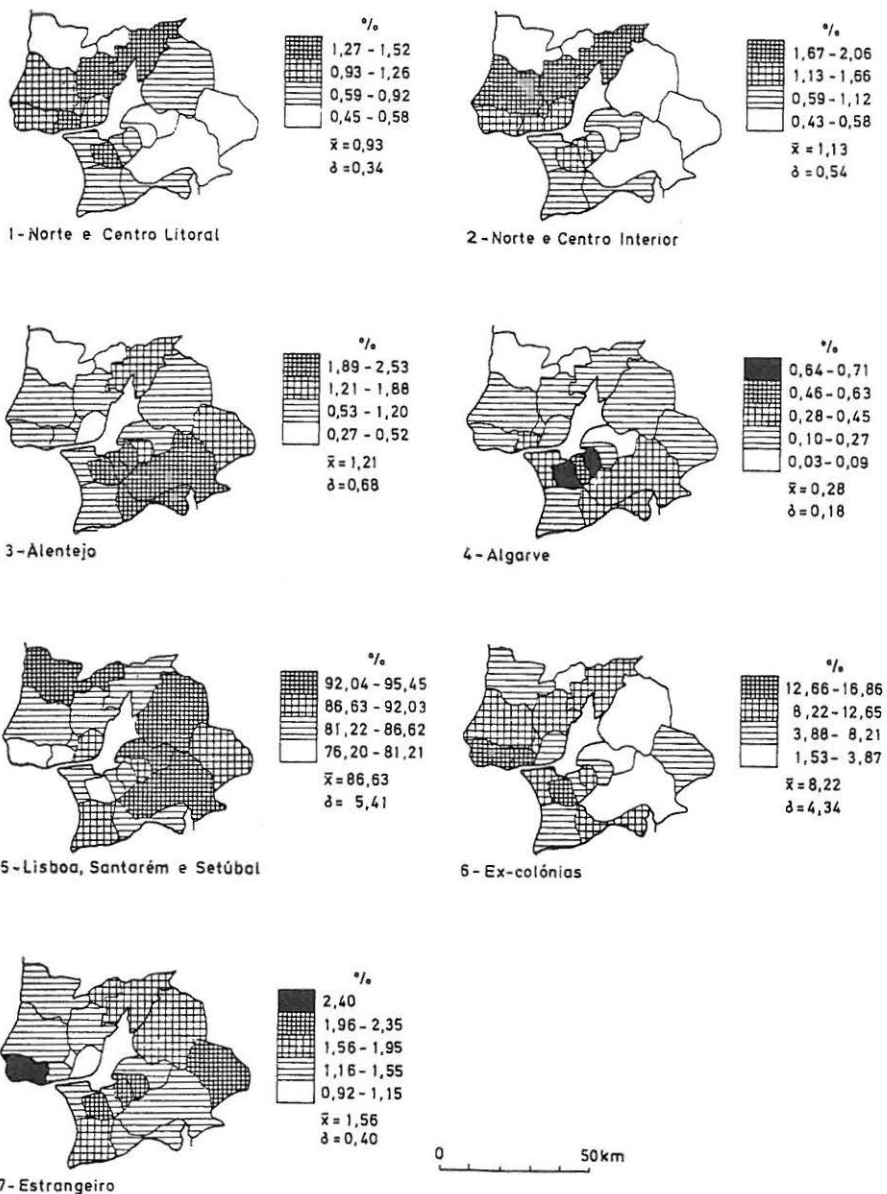 %
1,27 - 1,52
0,93 - 1,26
0,59 - 0,92
0,45 - 0,58
x̄ = 0,93
δ = 0,34
1 - Norte e Centro Litoral
%
1,67 - 2,06
1,13 - 1,66
0,59 - 1,12
0,43 - 0,58
x̄ = 1,13
δ = 0,54
2 - Norte e Centro Interior
%
1,89 - 2,53
1,21 - 1,88
0,53 - 1,20
0,27 - 0,52
x̄ = 1,21
δ = 0,68
3 - Alentejo
%
0,64 - 0,71
0,46 - 0,63
0,28 - 0,45
0,10 - 0,27
0,03 - 0,09
x̄ = 0,28
δ = 0,18
4 - Algarve
%
92,04 - 95,45
86,63 - 92,03
81,22 - 86,62
76,20 - 81,21
x̄ = 86,63
δ = 5,41
5 - Lisboa, Santarém e Setúbal
%
12,66 - 16,86
8,22 - 12,65
3,88 - 8,21
1,53 - 3,87
x̄ = 8,22
δ = 4,34
6 - Ex-colónias
%
2,40
1,96 - 2,35
1,56 - 1,95
1,16 - 1,55
0,92 - 1,15
x̄ = 1,56
δ = 0,40
7 - Estrangeiro
0 50 km